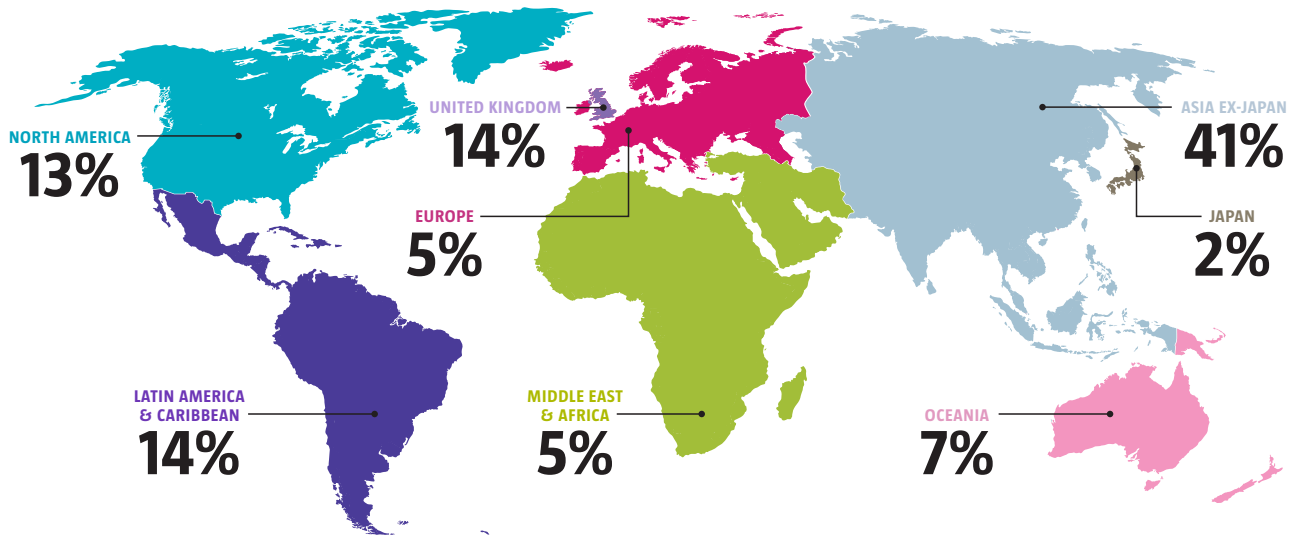 NORTH AMERICA
13%
UNITED KINGDOM
14%
EUROPE
5%
ASIA EX-JAPAN
41%
JAPAN
2%
LATIN AMERICA
& CARIBBEAN
14%
MIDDLE EAST
& AFRICA
5%
OCEANIA
7%